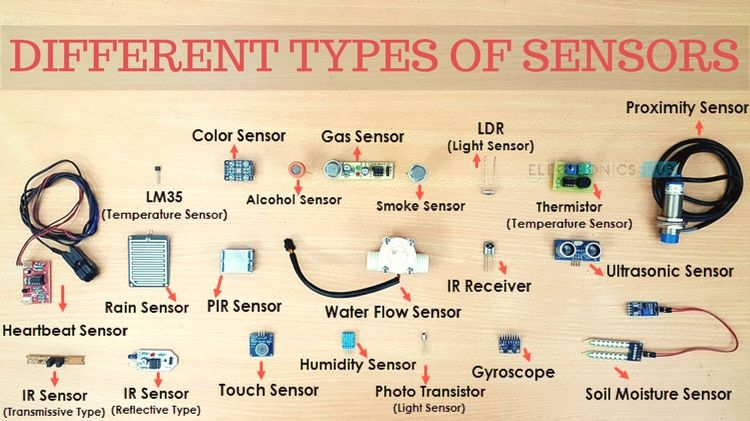 DIFFERENT TYPES OF SENSORS
Proximity Sensor
Color Sensor
Gas Sensor
LDR
(Light Sensor)
LM35
(Temperature Sensor)
Alcohol Sensor
Smoke Sensor
ELECTRONICS HUB
Thermistor
(Temperature Sensor)
Heartbeat Sensor
Rain Sensor
PIR Sensor
Water Flow Sensor
IR Receiver
Ultrasonic Sensor
IR Sensor
(Transmissive Type)
IR Sensor
(Reflective Type)
Touch Sensor
Humidity Sensor
Photo Transistor
(Light Sensor)
Gyroscope
Soil Moisture Sensor